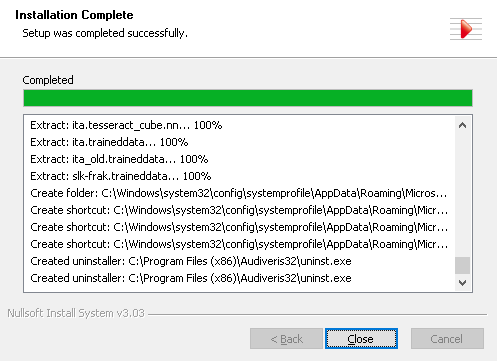 Installation Complete
Setup was completed successfully.
Completed
Extract: ita.tesseract_cube.nn... 100%
Extract: ita.traineddata... 100%
Extract: ita_old.traineddata... 100%
Extract: slk-frak.traineddata... 100%
Create folder: C:\Windows\system32\config\systemprofile\AppData\Roaming\Micros...
Create shortcut: C:\Windows\system32\config\systemprofile\AppData\Roaming\Micr...
Create shortcut: C:\Windows\system32\config\systemprofile\AppData\Roaming\Micr...
Create shortcut: C:\Windows\system32\config\systemprofile\AppData\Roaming\Micr...
Created uninstaller: C:\Program Files (x86)\Audiveris32\uninst.exe
Created uninstaller: C:\Program Files (x86)\Audiveris32\uninst.exe
Nullsoft Install System v3.03
< Back
Close
Cancel